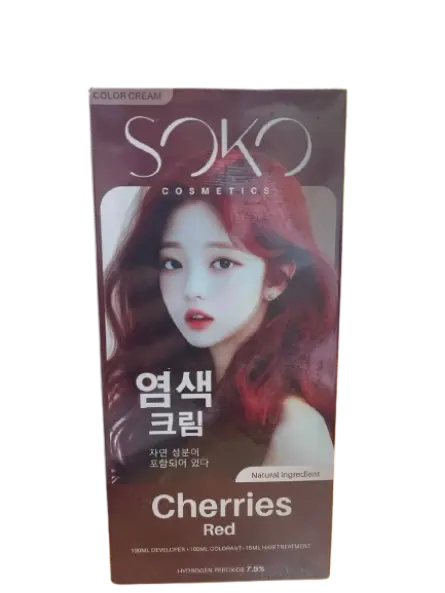 COLOR CREAM
SOKO
COSMETICS
염색
크림
자연 성분이
포함되어 있다
Natural Ingredient
Cherries
Red
100ML DEVELOPER • 100ML COLORANT • 15ML HAIR TREATMENT
HYDROGEN PEROXIDE 7.9%